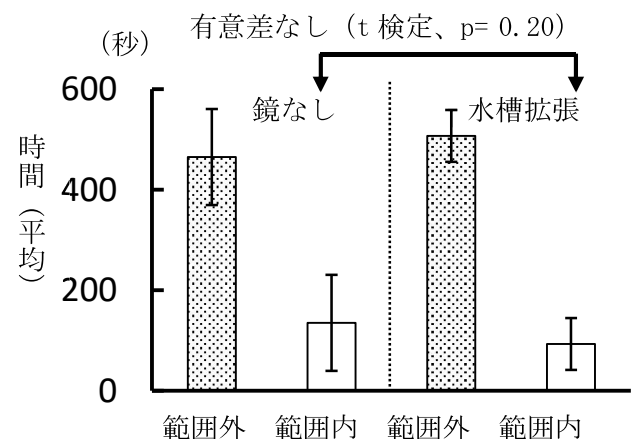 有意差なし（t 検定、p= 0.20）
（秒）
鏡なし
水槽拡張
時間（平均）
600
400
200
0
範囲外 範囲内 範囲外 範囲内